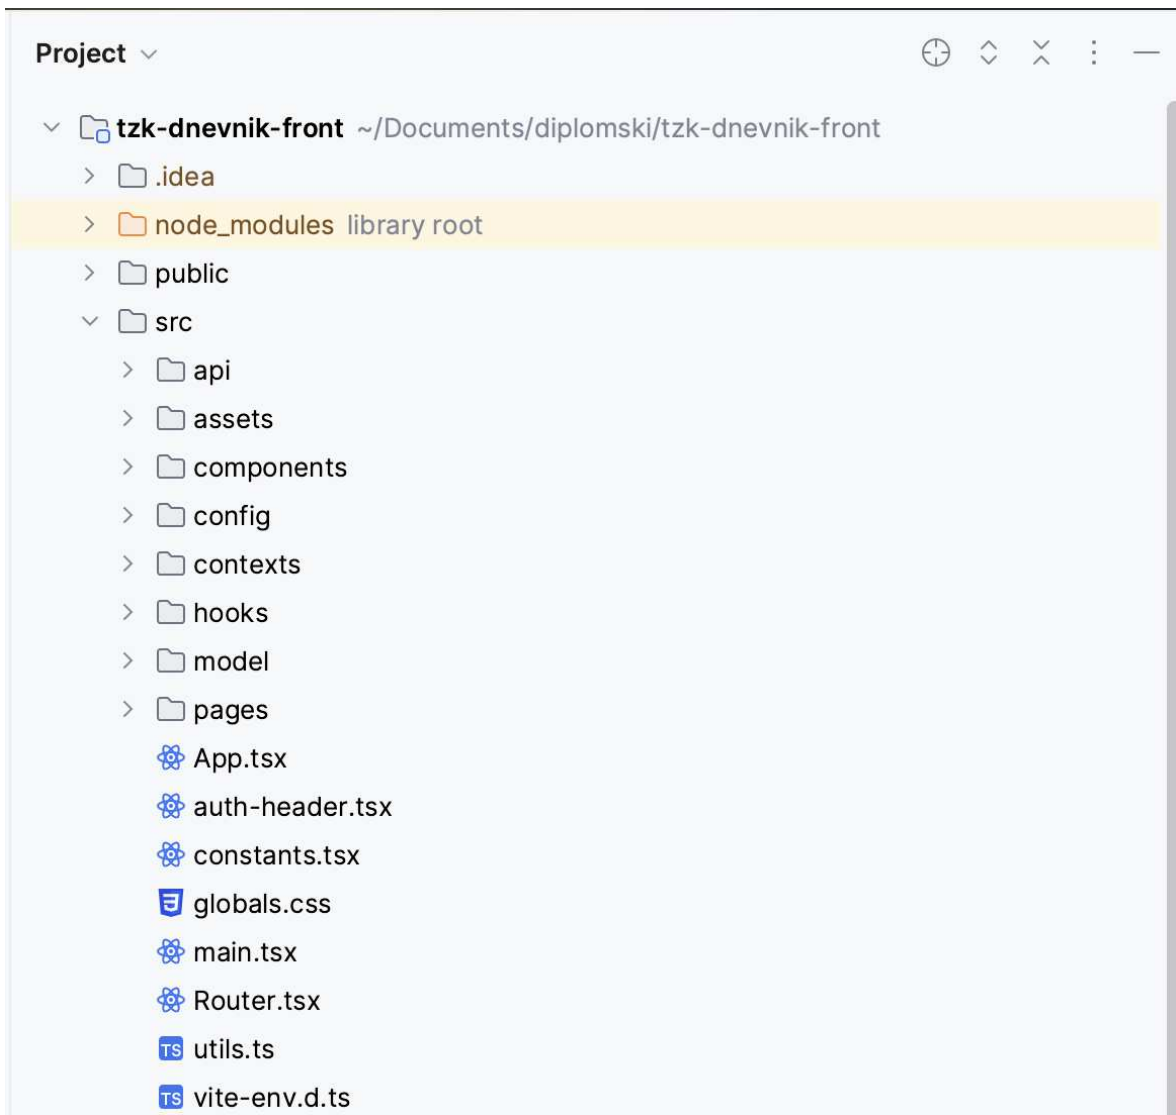 Project
tzk-dnevnik-front ~/Documents/diplomski/tzk-dnevnik-front
.idea
node_modules library root
public
src
api
assets
components
config
contexts
hooks
model
pages
App.tsx
auth-header.tsx
constants.tsx
globals.css
main.tsx
Router.tsx
TS utils.ts
TS vite-env.d.ts